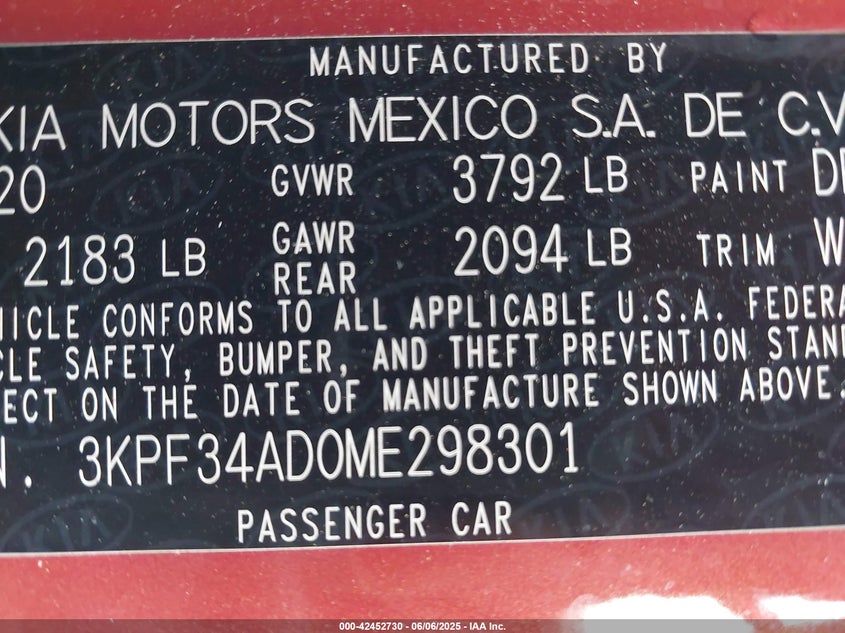 MANUFACTURED BY
KIA MOTORS MEXICO S.A. DE C.V
20 GVWR 3792 LB PAINT
2183 LB GAWR REAR 2094 LB TRIM
HICLE CONFORMS TO ALL APPLICABLE U.S.A. FEDERA
CLE SAFETY, BUMPER, AND THEFT PREVENTION STAN
ECT ON THE DATE OF MANUFACTURE SHOWN ABOVE.
N. 3KPF34AD0ME298301
PASSENGER CAR
000-42452730 - 06/06/2025 - IAA Inc.